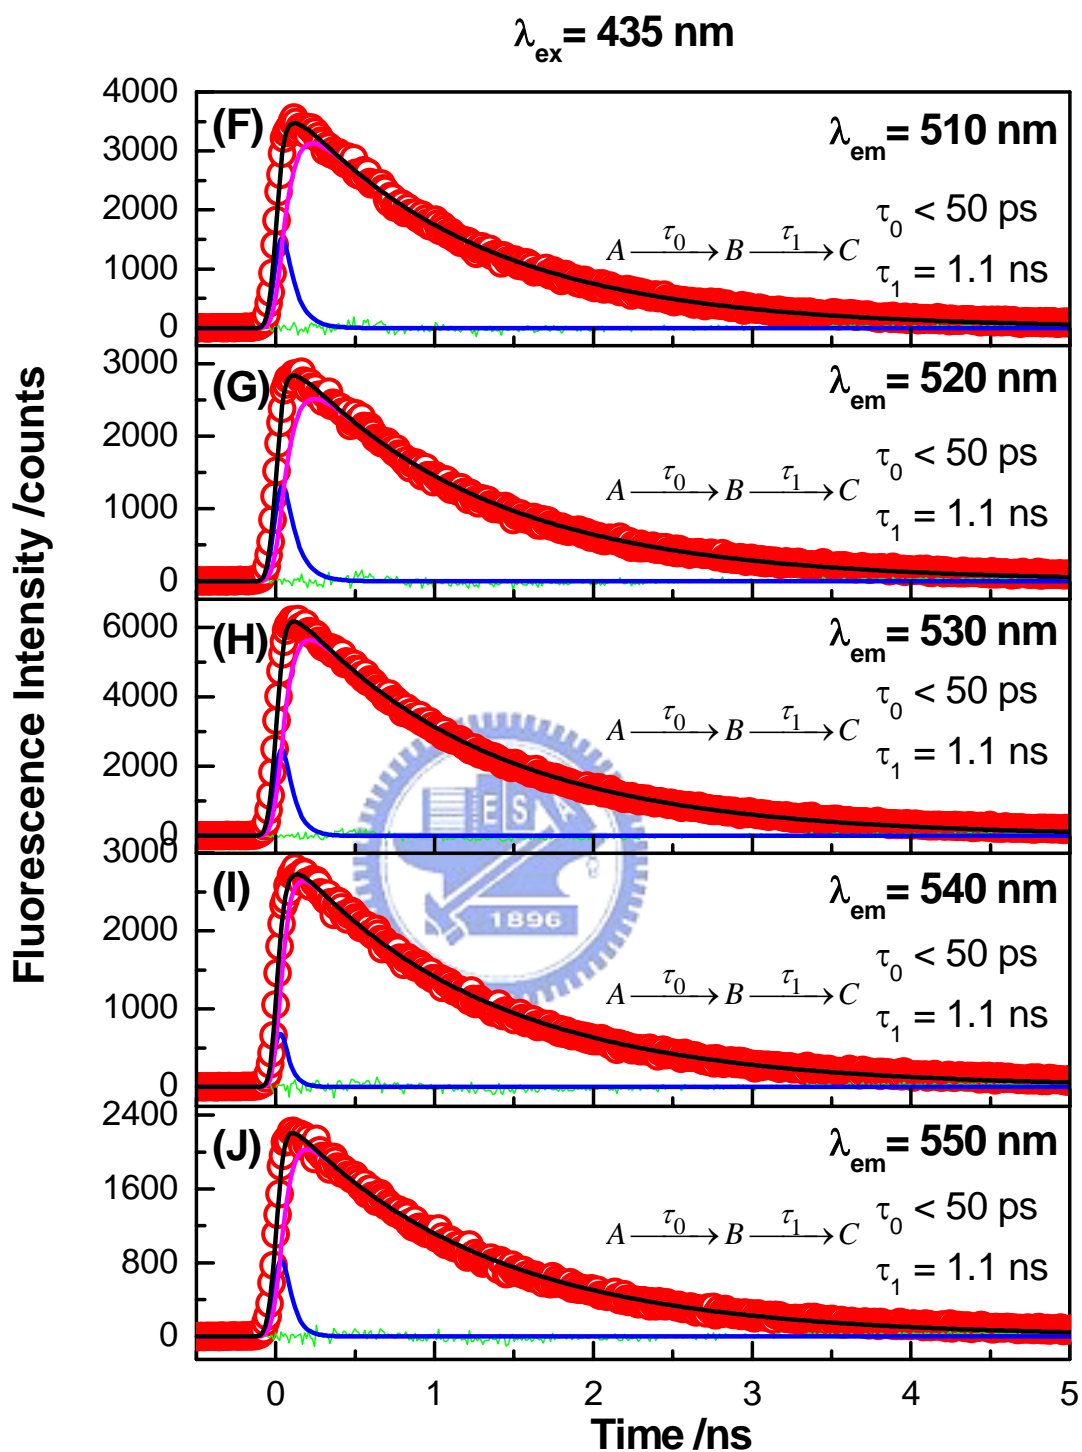 λex= 435 nm
Fluorescence Intensity /counts
4000
3000
2000
1000
0
(F)
λem= 510 nm
τ0 < 50 ps
A —τ0→ B —τ1→ C
τ1 = 1.1 ns
3000
2000
1000
0
(G)
λem= 520 nm
τ0 < 50 ps
A —τ0→ B —τ1→ C
τ1 = 1.1 ns
6000
4000
2000
0
(H)
λem= 530 nm
τ0 < 50 ps
A —τ0→ B —τ1→ C
τ1 = 1.1 ns
ES
3000
2000
1000
0
(I)
λem= 540 nm
1896
τ0 < 50 ps
A —τ0→ B —τ1→ C
τ1 = 1.1 ns
2400
1600
800
0
(J)
λem= 550 nm
τ0 < 50 ps
A —τ0→ B —τ1→ C
τ1 = 1.1 ns
0 1 2 3 4 5
Time /ns